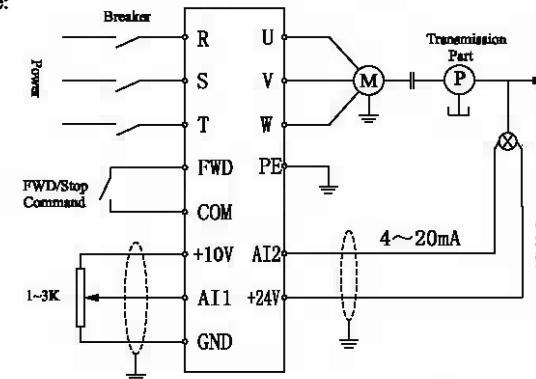 e:
Breaker
Power
R
S
T
FWD/Stop
Command
FWD
COM
1~3K
+10V
AI1
GND
U
V
W
PE
AI2
+24V
M
Transmission
Part
P
4～20mA